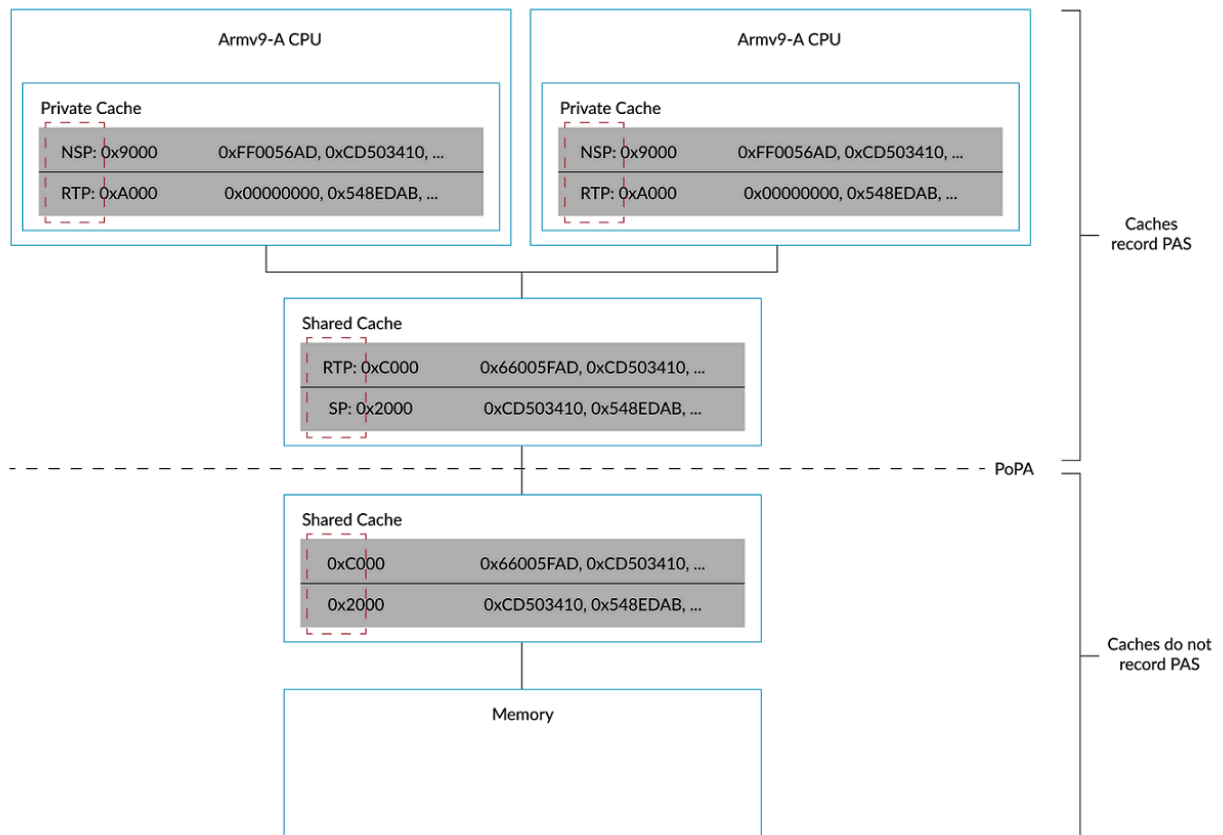 Armv9-A CPU
Private Cache
NSP: 0x9000 0xFF0056AD, 0xCD503410, ...
RTP: 0xA000 0x00000000, 0x548EDAB, ...
Armv9-A CPU
Private Cache
NSP: 0x9000 0xFF0056AD, 0xCD503410, ...
RTP: 0xA000 0x00000000, 0x548EDAB, ...
Caches
record PAS
Shared Cache
RTP: 0xC000 0x66005FAD, 0xCD503410, ...
SP: 0x2000 0xCD503410, 0x548EDAB, ...
PoPA
Shared Cache
0xC000 0x66005FAD, 0xCD503410, ...
0x2000 0xCD503410, 0x548EDAB, ...
Caches do not
record PAS
Memory